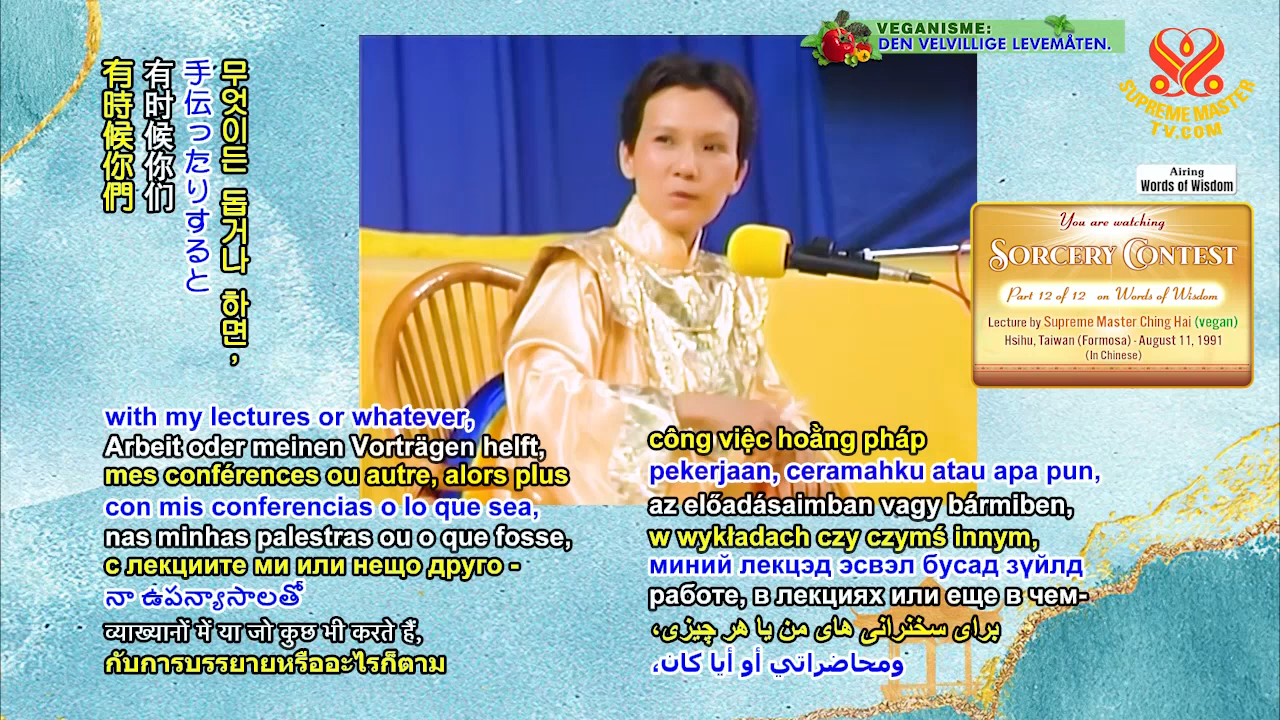 VEGANISME:
DEN VELVILLIGE LEVEMÅTEN.
SUPREME MASTER
TV.COM
Airing
Words of Wisdom
You are watching
SORCERY CONTEST
Part 12 of 12 on Words of Wisdom
Lecture by Supreme Master Ching Hai (vegan)
Hsihu, Taiwan (Formosa) - August 11, 1991
(In Chinese)
무엇이든 돕거나 하면,
手伝ったりすると
有时候你们
有時候你們
with my lectures or whatever,
Arbeit oder meinen Vorträgen helft,
mes conférences ou autre, alors plus
con mis conferencias o lo que sea,
nas minhas palestras ou o que fosse,
с лекциите ми или нещо друго -
నా ఉపన్యాసాలతో
व्याख्यानों में या जो कुछ भी करते हैं,
กับการบรรยายหรืออะไรก็ตาม
công việc hoằng pháp
pekerjaan, ceramahku atau apa pun,
az előadásaimban vagy bármiben,
w wykładach czy czymś innym,
миний лекцэд эсвэл бусад зүйлд
работе, в лекциях или еще в чем-
برای سخنرانی های من یا هر چیزی،
ومحاضراتي أو أيا كان،